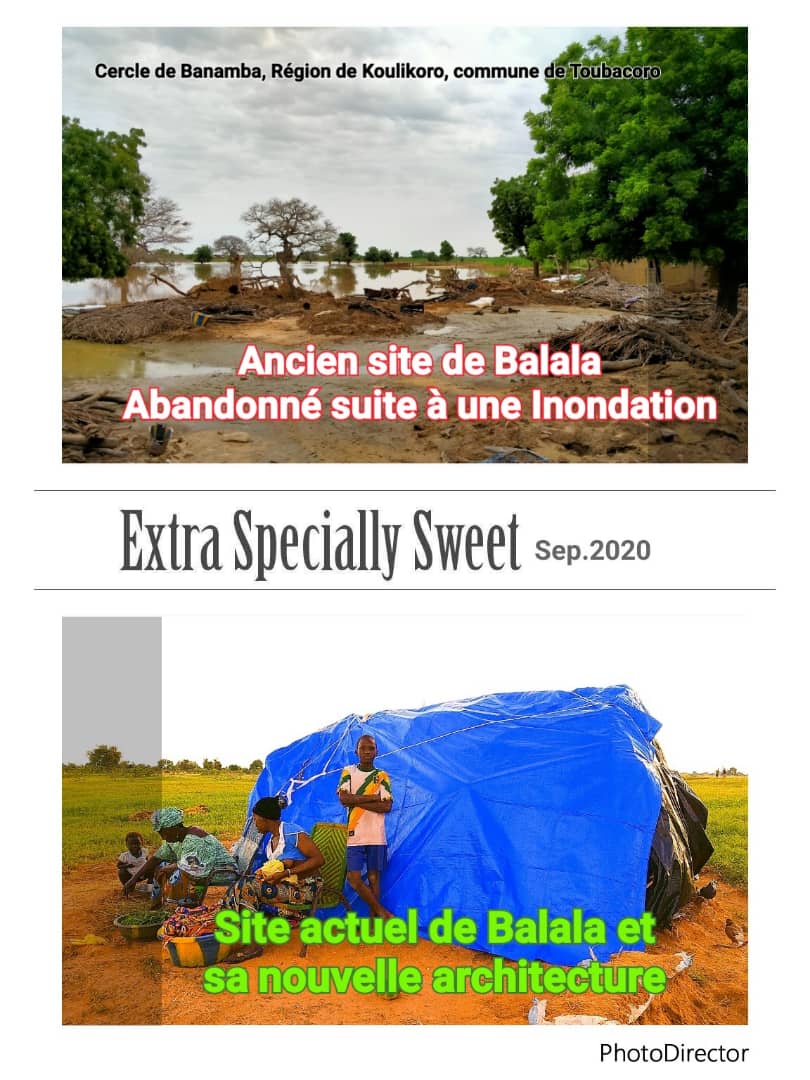 Cercle de Banamba, Région de Koulikoro, commune de Toubacoro
Ancien site de Balala
Abandonné suite à une Inondation
Extra Specially Sweet Sep.2020
Site actuel de Balala et
sa nouvelle architecture
PhotoDirector